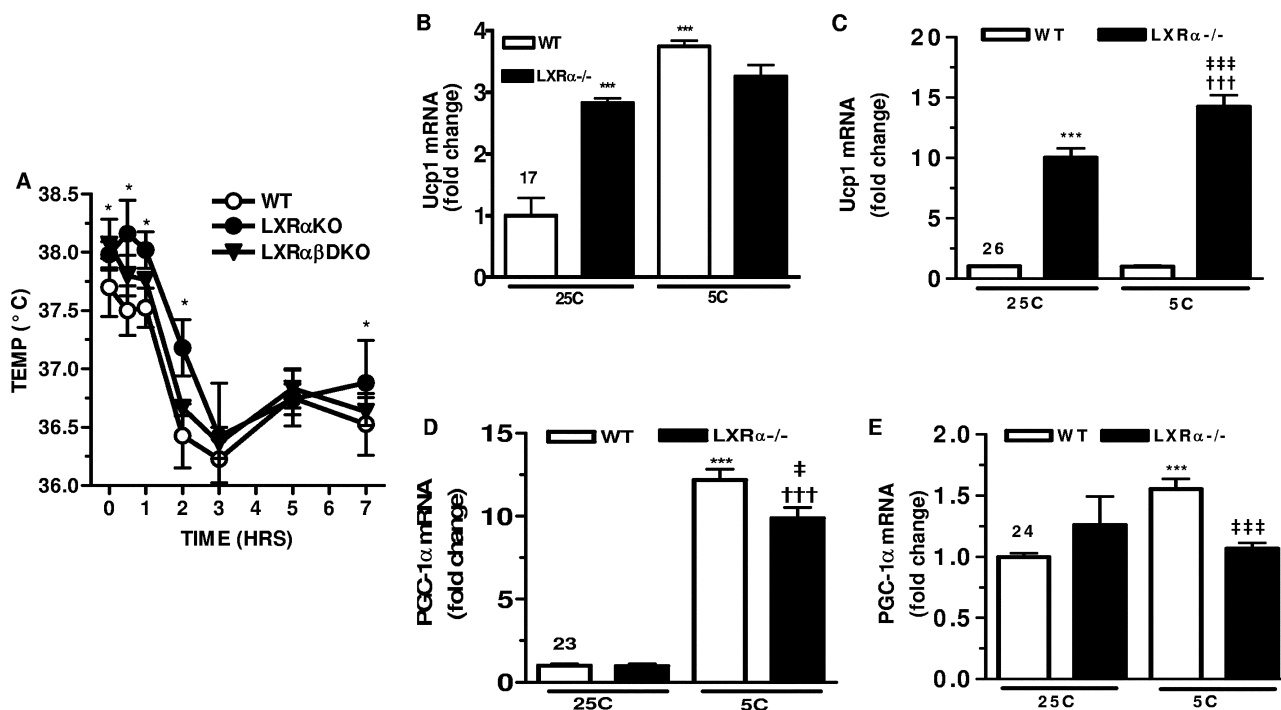 A
TEMP (°C)
38.5
38.0
37.5
37.0
36.5
36.0
* * * * *
WT
LXRαKO
LXRαβDKO
0 1 2 3 4 5 6 7
TIME (HRS)
B
Ucp1 mRNA
(fold change)
4
3
2
1
0
WT
LXRα-/-
17
***
***
25C 5C
C
Ucp1 mRNA
(fold change)
20
15
10
5
0
WT LXRα-/-
26
***
‡‡‡
†††
25C 5C
D
PGC-1α mRNA
(fold change)
15
10
5
0
WT LXRα-/-
23
***
‡
†††
25C 5C
E
PGC-1α mRNA
(fold change)
2.0
1.5
1.0
0.5
0.0
WT LXRα-/-
24
***
‡‡‡
25C 5C